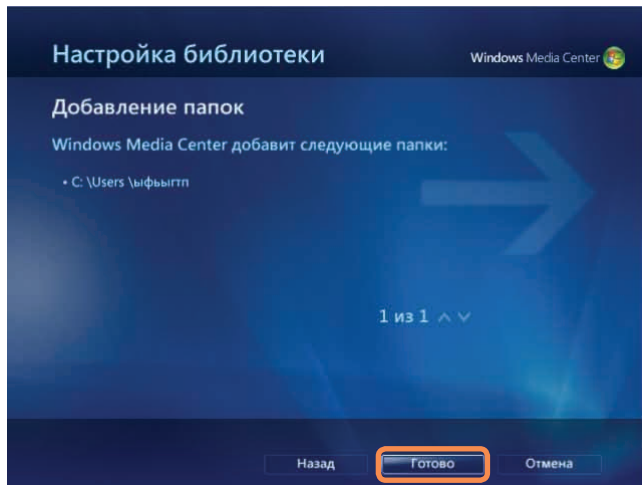 Настройка библиотеки
Windows Media Center
Добавление папок
Windows Media Center добавит следующие папки:
• C: \Users \ыфьыгтп
1 из 1
Назад Готово Отмена